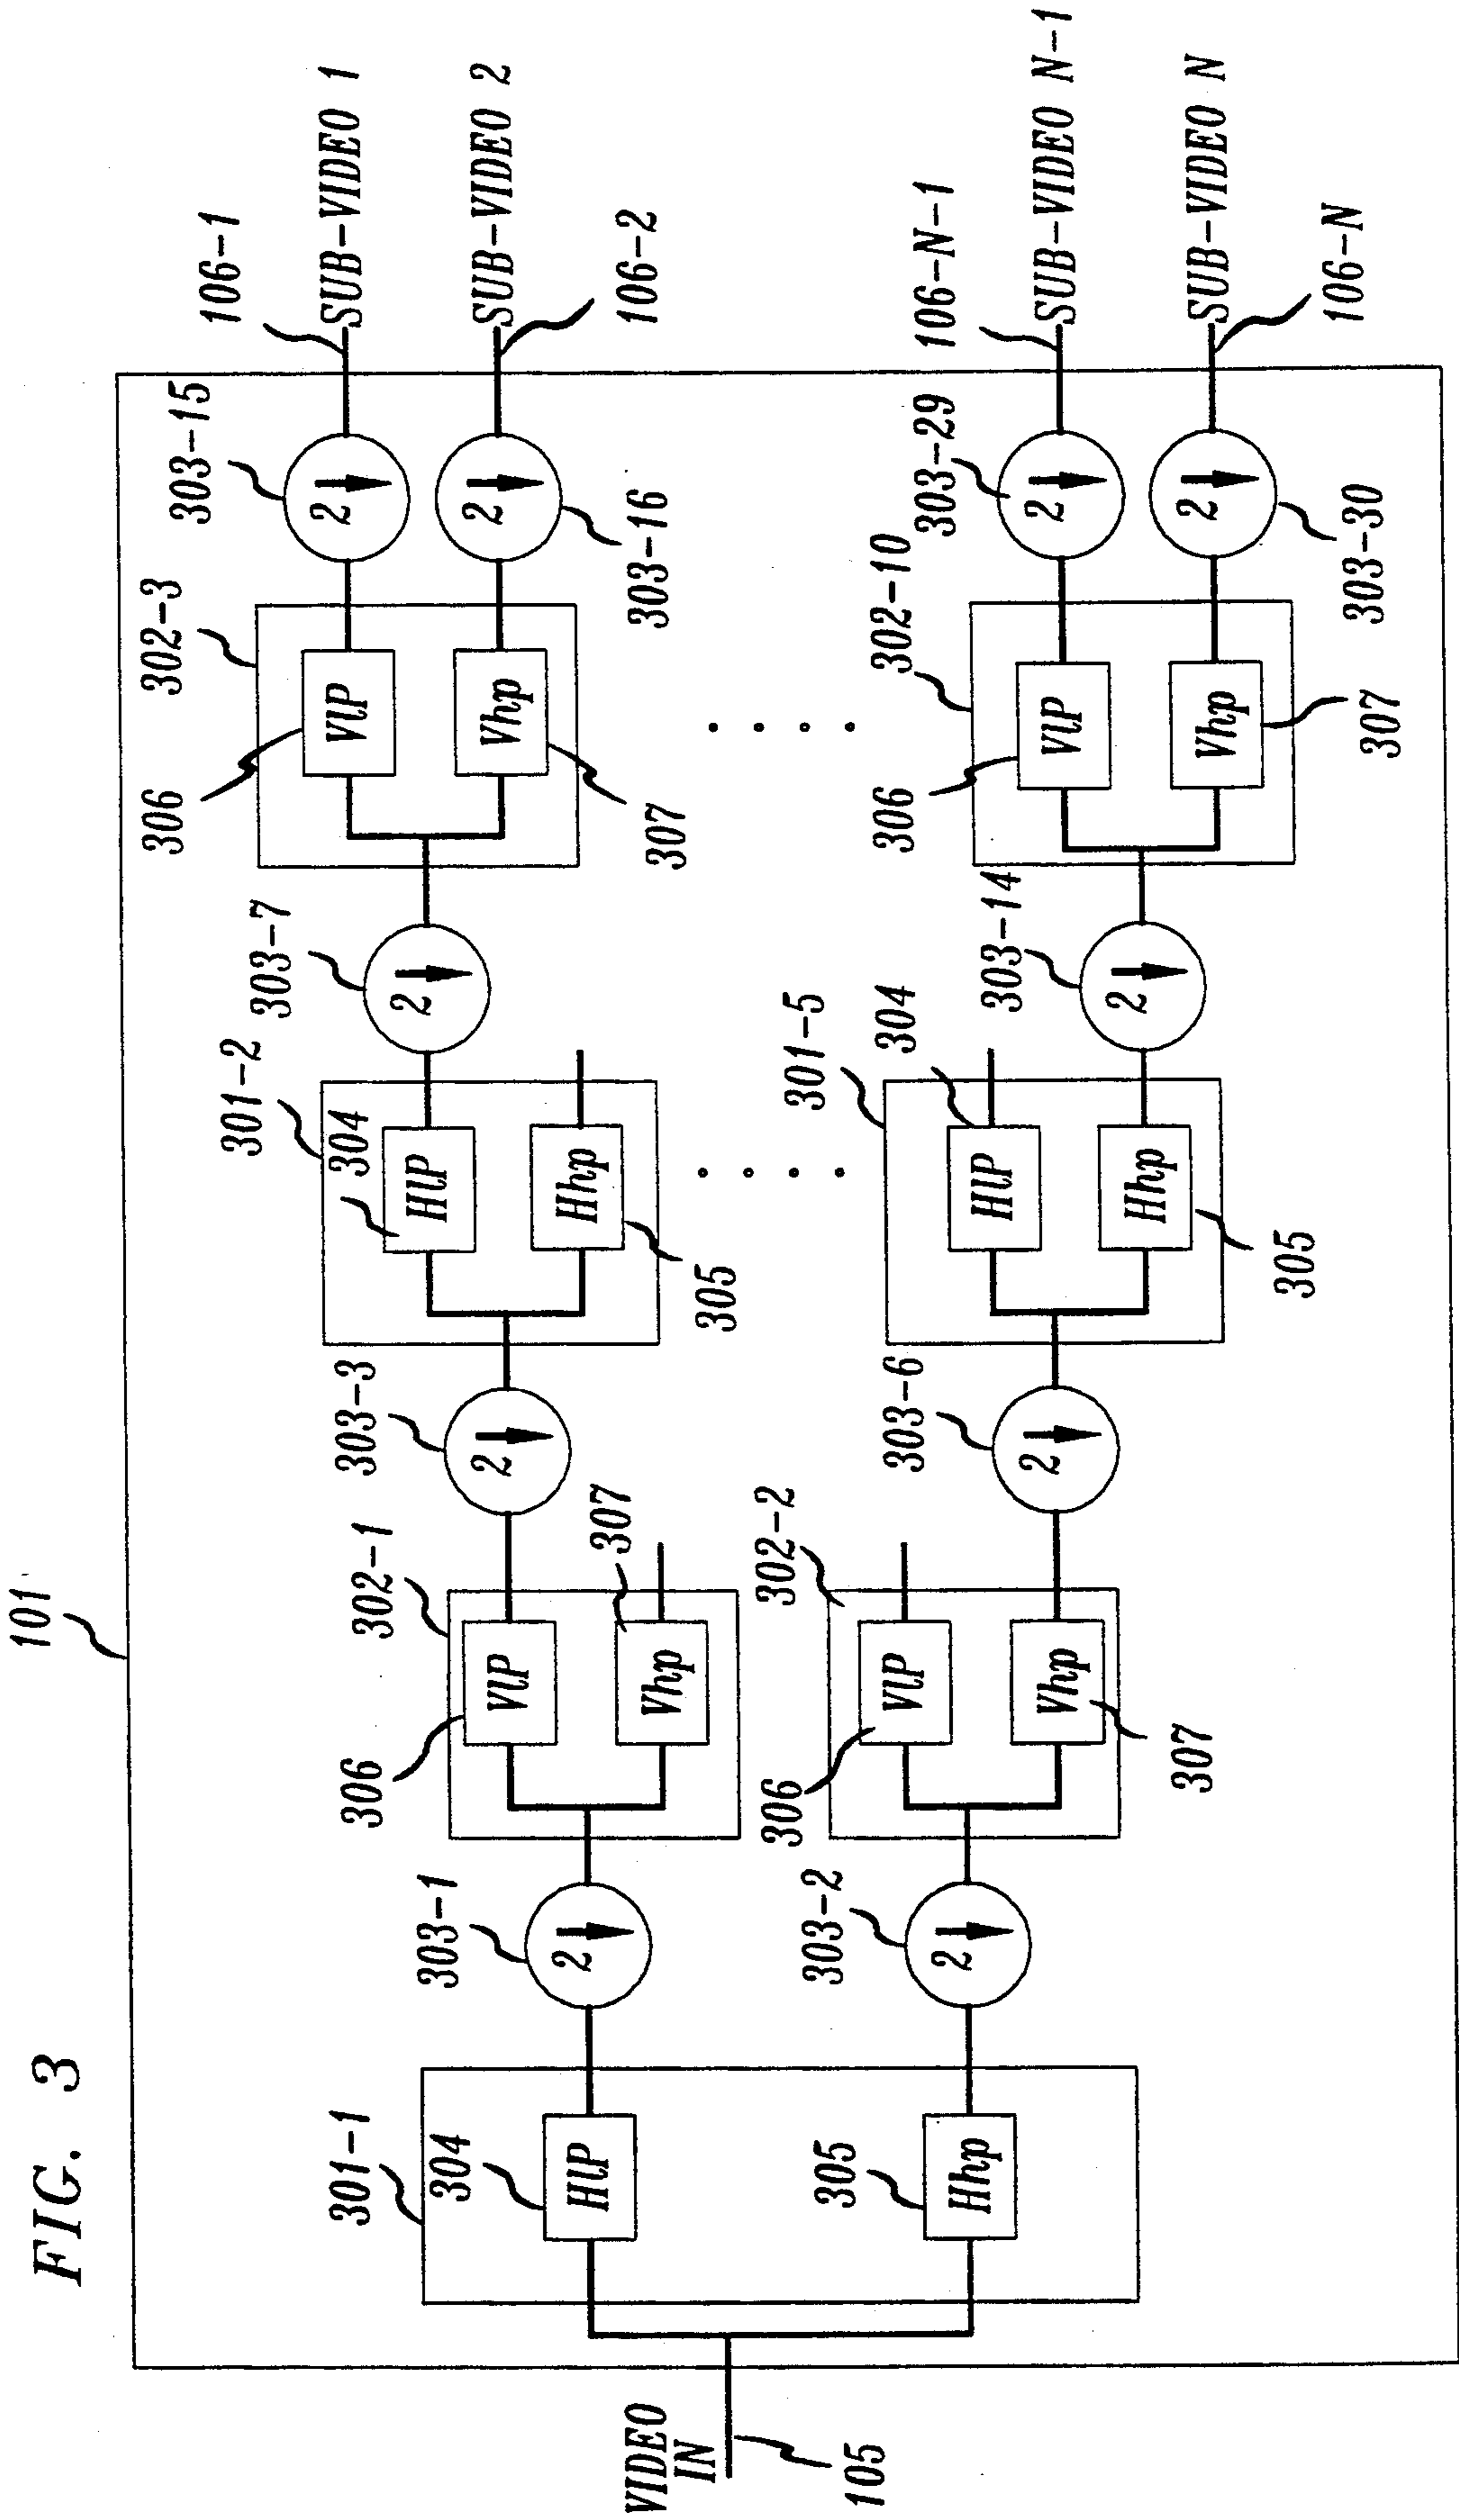 FIG. 3
101
VIDEO
IN
105
301-1
304
HlP
305
Hhp
303-1
2
303-2
2
302-1
306
VlP
307
Vhp
302-2
306
VlP
307
Vhp
303-3
2
303-6
2
301-2
304
HlP
305
Hhp
301-5
304
HlP
305
Hhp
303-7
2
303-14
2
302-3
306
VlP
307
Vhp
302-10
306
VlP
307
Vhp
303-15
2
303-16
2
303-29
2
303-30
2
106-1
SUB-VIDEO 1
SUB-VIDEO 2
106-2
106-N-1
SUB-VIDEO N-1
SUB-VIDEO N
106-N